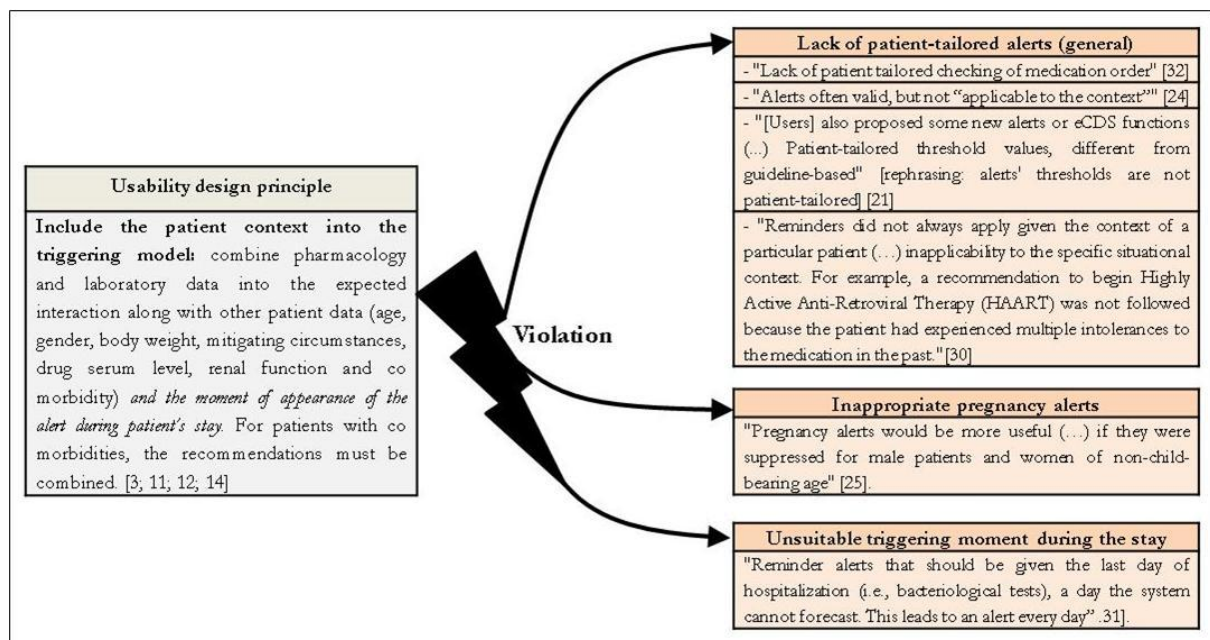 Usability design principle
Include the patient context into the
triggering model: combine pharmacology
and laboratory data into the expected
interaction along with other patient data (age,
gender, body weight, mitigating circumstances,
drug serum level, renal function and co
morbidity) and the moment of appearance of the
alert during patient's stay. For patients with co
morbidities, the recommendations must be
combined. [3; 11; 12; 14]
Violation
Lack of patient-tailored alerts (general)
- "Lack of patient tailored checking of medication order" [32]
- "Alerts often valid, but not “applicable to the context”" [24]
- "[Users] also proposed some new alerts or eCDS functions
(...) Patient-tailored threshold values, different from
guideline-based" [rephrasing: alerts' thresholds are not
patient-tailored] [21]
- "Reminders did not always apply given the context of a
particular patient (…) inapplicability to the specific situational
context. For example, a recommendation to begin Highly
Active Anti-Retroviral Therapy (HAART) was not followed
because the patient had experienced multiple intolerances to
the medication in the past."[30]
Inappropriate pregnancy alerts
"Pregnancy alerts would be more useful (…) if they were
suppressed for male patients and women of non-child-
bearing age" [25].
Unsuitable triggering moment during the stay
"Reminder alerts that should be given the last day of
hospitalization (i.e., bacteriological tests), a day the system
cannot forecast. This leads to an alert every day” .31].